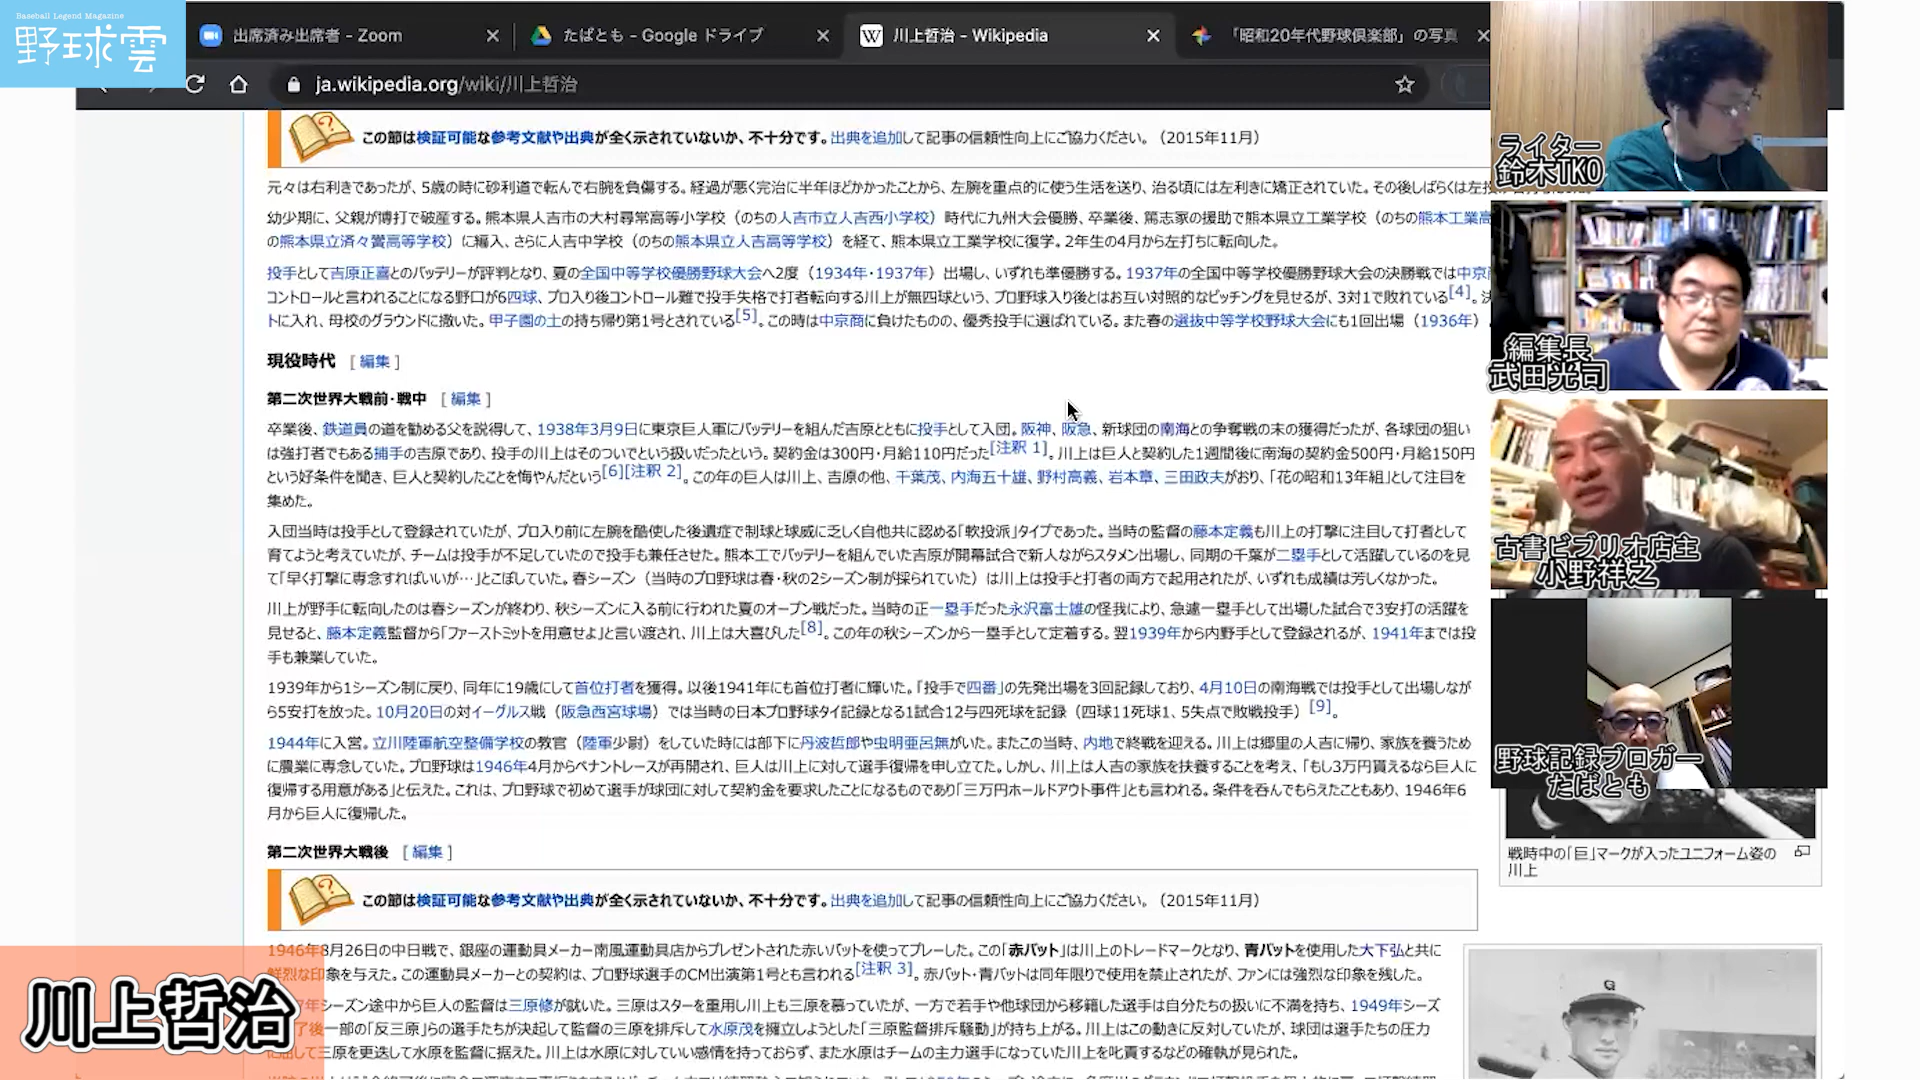 Baseball Legend Magazine
野球雲
出席済み出席者 - Zoom
たばとも - Google ドライブ
川上哲治 - Wikipedia
「昭和20年代野球倶楽部」の写真
ja.wikipedia.org/wiki/川上哲治
この節は検証可能な参考文献や出典が全く示されていないか、不十分です。出典を追加して記事の信頼性向上にご協力ください。（2015年11月）
元々は右利きであったが、5歳の時に砂利道で転んで右腕を負傷する。経過が悪く完治に半年ほどかかったことから、左腕を重点的に使う生活を送り、治る頃には左利きに矯正されていた。その後しばらくは左投
幼少期に、父親が博打で破産する。熊本県人吉市の大村尋常高等小学校（のちの人吉市立人吉西小学校）時代に九州大会優勝、卒業後、篤志家の援助で熊本県立工業学校（のちの熊本工業高
の熊本県立済々黌高等学校）に編入、さらに人吉中学校（のちの熊本県立人吉高等学校）を経て、熊本県立工業学校に復学。2年生の4月から左打ちに転向した。
投手として吉原正喜とのバッテリーが評判となり、夏の全国中等学校優勝野球大会へ2度（1934年・1937年）出場し、いずれも準優勝する。1937年の全国中等学校優勝野球大会の決勝戦では中京商
コントロールと言われることになる野口が6四球、プロ入り後コントロール難で投手失格で打者転向する川上が無四球という、プロ野球入り後とはお互い対照的なピッチングを見せるが、3対1で敗れている[4]。決
トに入れ、母校のグラウンドに撒いた。甲子園の土の持ち帰り第1号とされている[5]。この時は中京商に負けたものの、優秀投手に選ばれている。また春の選抜中等学校野球大会にも1回出場（1936年）
現役時代 [編集]
第二次世界大戦前・戦中 [編集]
卒業後、鉄道員の道を勧める父を説得して、1938年3月9日に東京巨人軍にバッテリーを組んだ吉原とともに投手として入団。阪神、阪急、新球団の南海との争奪戦の末の獲得だったが、各球団の狙い
は強打者でもある捕手の吉原であり、投手の川上はそのついでという扱いだったという。契約金は300円・月給110円だった[注釈 1]。川上は巨人と契約した1週間後に南海の契約金500円・月給150円
という好条件を聞き、巨人と契約したことを悔やんだという[6][注釈 2]。この年の巨人は川上、吉原の他、千葉茂、内海五十雄、野村高義、岩本章、三田政夫がおり、「花の昭和13年組」として注目を
集めた。
入団当時は投手として登録されていたが、プロ入り前に左腕を酷使した後遺症で制球と球威に乏しく自他共に認める「軟投派」タイプであった。当時の監督の藤本定義も川上の打撃に注目して打者として
育てようと考えていたが、チームは投手が不足していたので投手も兼任させた。熊本工でバッテリーを組んでいた吉原が開幕試合で新人ながらスタメン出場し、同期の千葉が二塁手として活躍しているのを見
て「早く打撃に専念すればいいが…」とこぼしていた。春シーズン（当時のプロ野球は春・秋の2シーズン制が採られていた）は川上は投手と打者の両方で起用されたが、いずれも成績は芳しくなかった。
川上が野手に転向したのは春シーズンが終わり、秋シーズンに入る前に行われた夏のオープン戦だった。当時の正一塁手だった永沢富士雄の怪我により、急遽一塁手として出場した試合で3安打の活躍を
見せると、藤本定義監督から「ファーストミットを用意せよ」と言い渡され、川上は大喜びした[8]。この年の秋シーズンから一塁手として定着する。翌1939年から内野手として登録されるが、1941年までは投
手も兼業していた。
1939年から1シーズン制に戻り、同年に19歳にして首位打者を獲得。以後1941年にも首位打者に輝いた。「投手で四番」の先発出場を3回記録しており、4月10日の南海戦では投手として出場しなが
ら5安打を放った。10月20日の対イーグルス戦（阪急西宮球場）では当時の日本プロ野球タイ記録となる1試合12与四死球を記録（四球11死球1、5失点で敗戦投手）[9]。
1944年に入営。立川陸軍航空整備学校の教官（陸軍少尉）をしていた時には部下に丹波哲郎や虫明亜呂無がいた。またこの当時、内地で終戦を迎える。川上は郷里の人吉に帰り、家族を養うため
に農業に専念していた。プロ野球は1946年4月からペナントレースが再開され、巨人は川上に対して選手復帰を申し立てた。しかし、川上は人吉の家族を扶養することを考え、「もし3万円貰えるなら巨人に
復帰する用意がある」と伝えた。これは、プロ野球で初めて選手が球団に対して契約金を要求したことになるものであり「三万円ホールドアウト事件」とも言われる。条件を呑んでもらえたこともあり、1946年6
月から巨人に復帰した。
第二次世界大戦後 [編集]
この節は検証可能な参考文献や出典が全く示されていないか、不十分です。出典を追加して記事の信頼性向上にご協力ください。（2015年11月）
1946年8月26日の中日戦で、銀座の運動具メーカー南風運動具店からプレゼントされた赤いバットを使ってプレーした。この「赤バット」は川上のトレードマークとなり、青バットを使用した大下弘と共に
鮮烈な印象を与えた。この運動具メーカーとの契約は、プロ野球選手のCM出演第1号とも言われる[注釈 3]。赤バット・青バットは同年限りで使用を禁止されたが、ファンには強烈な印象を残した。
年シーズン途中から巨人の監督は三原修が就いた。三原はスターを重用し川上も三原を慕っていたが、一方で若手や他球団から移籍した選手は自分たちの扱いに不満を持ち、1949年シーズ
了後一部の「反三原」らの選手たちが決起して監督の三原を排斥して水原茂を擁立しようとした「三原監督排斥騒動」が持ち上がる。川上はこの動きに反対していたが、球団は選手たちの圧力
に屈して三原を更迭して水原を監督に据えた。川上は水原に対していい感情を持っておらず、また水原はチームの主力選手になっていた川上を叱責するなどの確執が見られた。
ライター
鈴木TKO
編集長
武田光司
古書ビブリオ店主
小野祥之
野球記録ブロガー
たばとも
戦時中の「巨」マークが入ったユニフォーム姿の
川上
G
川上哲治